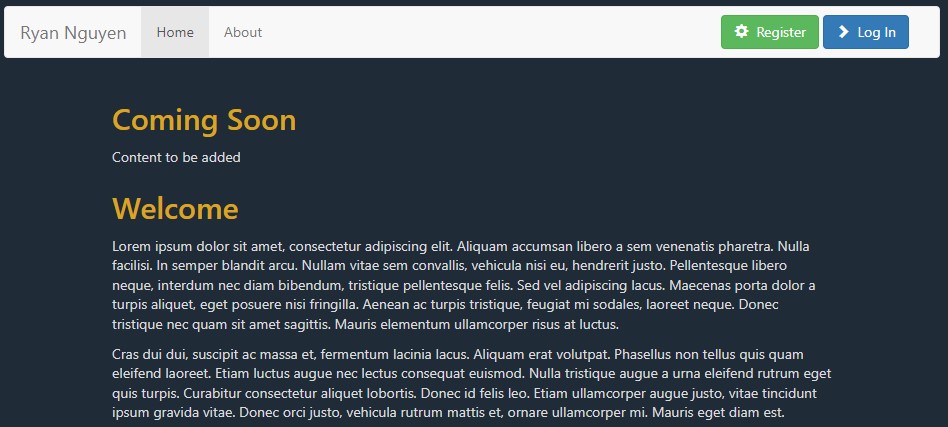 Ryan Nguyen Home About Register Log In
Coming Soon
Content to be added
Welcome
Lorem ipsum dolor sit amet, consectetur adipiscing elit. Aliquam accumsan libero a sem venenatis pharetra. Nulla
facilisi. In semper blandit arcu. Nullam vitae sem convallis, vehicula nisi eu, hendrerit justo. Pellentesque libero
neque, interdum nec diam bibendum, tristique pellentesque felis. Sed vel adipiscing lacus. Maecenas porta dolor a
turpis aliquet, eget posuere nisi fringilla. Aenean ac turpis tristique, feugiat mi sodales, laoreet neque. Donec
tristique nec quam sit amet sagittis. Mauris elementum ullamcorper risus at luctus.
Cras dui dui, suscipit ac massa et, fermentum lacinia lacus. Aliquam erat volutpat. Phasellus non tellus quis quam
eleifend laoreet. Etiam luctus augue nec lectus consequat euismod. Nulla tristique augue a urna eleifend rutrum eget
quis turpis. Curabitur consectetur aliquet lobortis. Donec id felis leo. Etiam ullamcorper augue justo, vitae tincidunt
ipsum gravida vitae. Donec orci justo, vehicula rutrum mattis et, ornare ullamcorper mi. Mauris eget diam est.